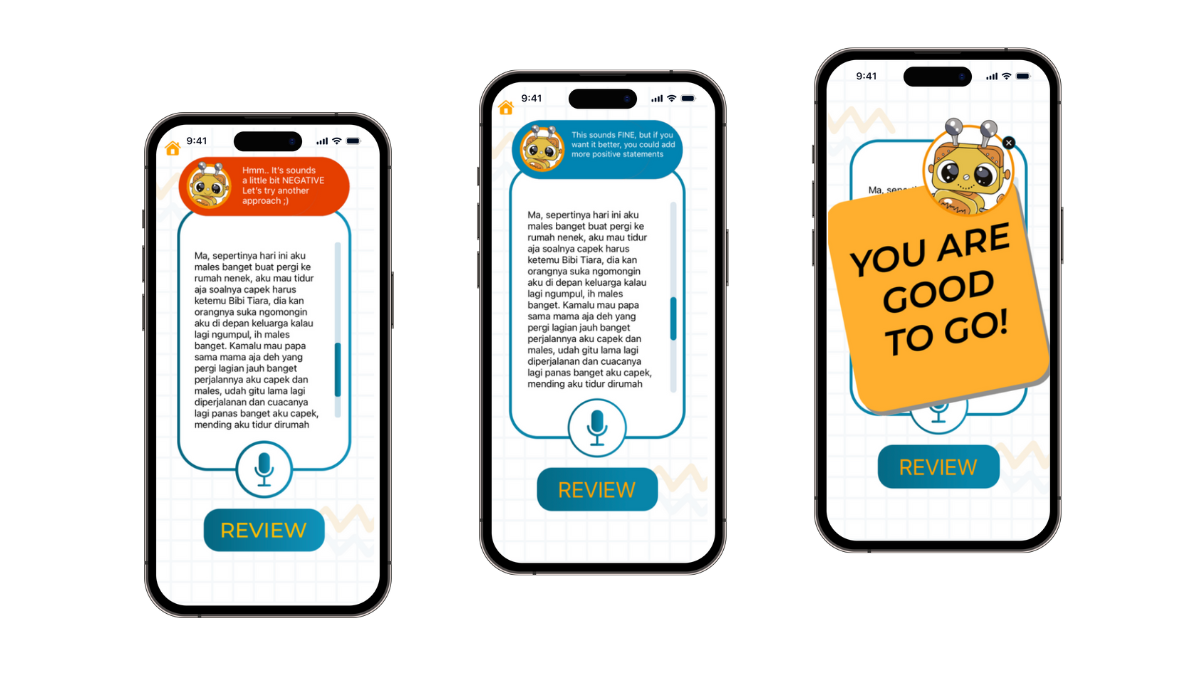 9:41
Hmm.. It's sounds
a little bit NEGATIVE
Let's try another
approach ;)
Ma, sepertinya hari ini aku
males banget buat pergi ke
rumah nenek, aku mau tidur
aja soalnya capek harus
ketemu Bibi Tiara, dia kan
orangnya suka ngomongin
aku di depan keluarga kalau
lagi ngumpul, ih males
banget. Kamalu mau papa
sama mama aja deh yang
pergi lagian jauh banget
perjalannya aku capek dan
males, udah gitu lama lagi
diperjalanan dan cuacanya
lagi panas banget aku capek,
mending aku tidur dirumah
REVIEW
9:41
This sounds FINE, but if you
want it better, you could add
more positive statements
Ma, sepertinya hari ini aku
males banget buat pergi ke
rumah nenek, aku mau tidur
aja soalnya capek harus
ketemu Bibi Tiara, dia kan
orangnya suka ngomongin
aku di depan keluarga kalau
lagi ngumpul, ih males
banget. Kamalu mau papa
sama mama aja deh yang
pergi lagian jauh banget
perjalannya aku capek dan
males, udah gitu lama lagi
diperjalanan dan cuacanya
lagi panas banget aku capek,
mending aku tidur dirumah
REVIEW
9:41
Ma,
YOU ARE
GOOD
TO GO!
REVIEW